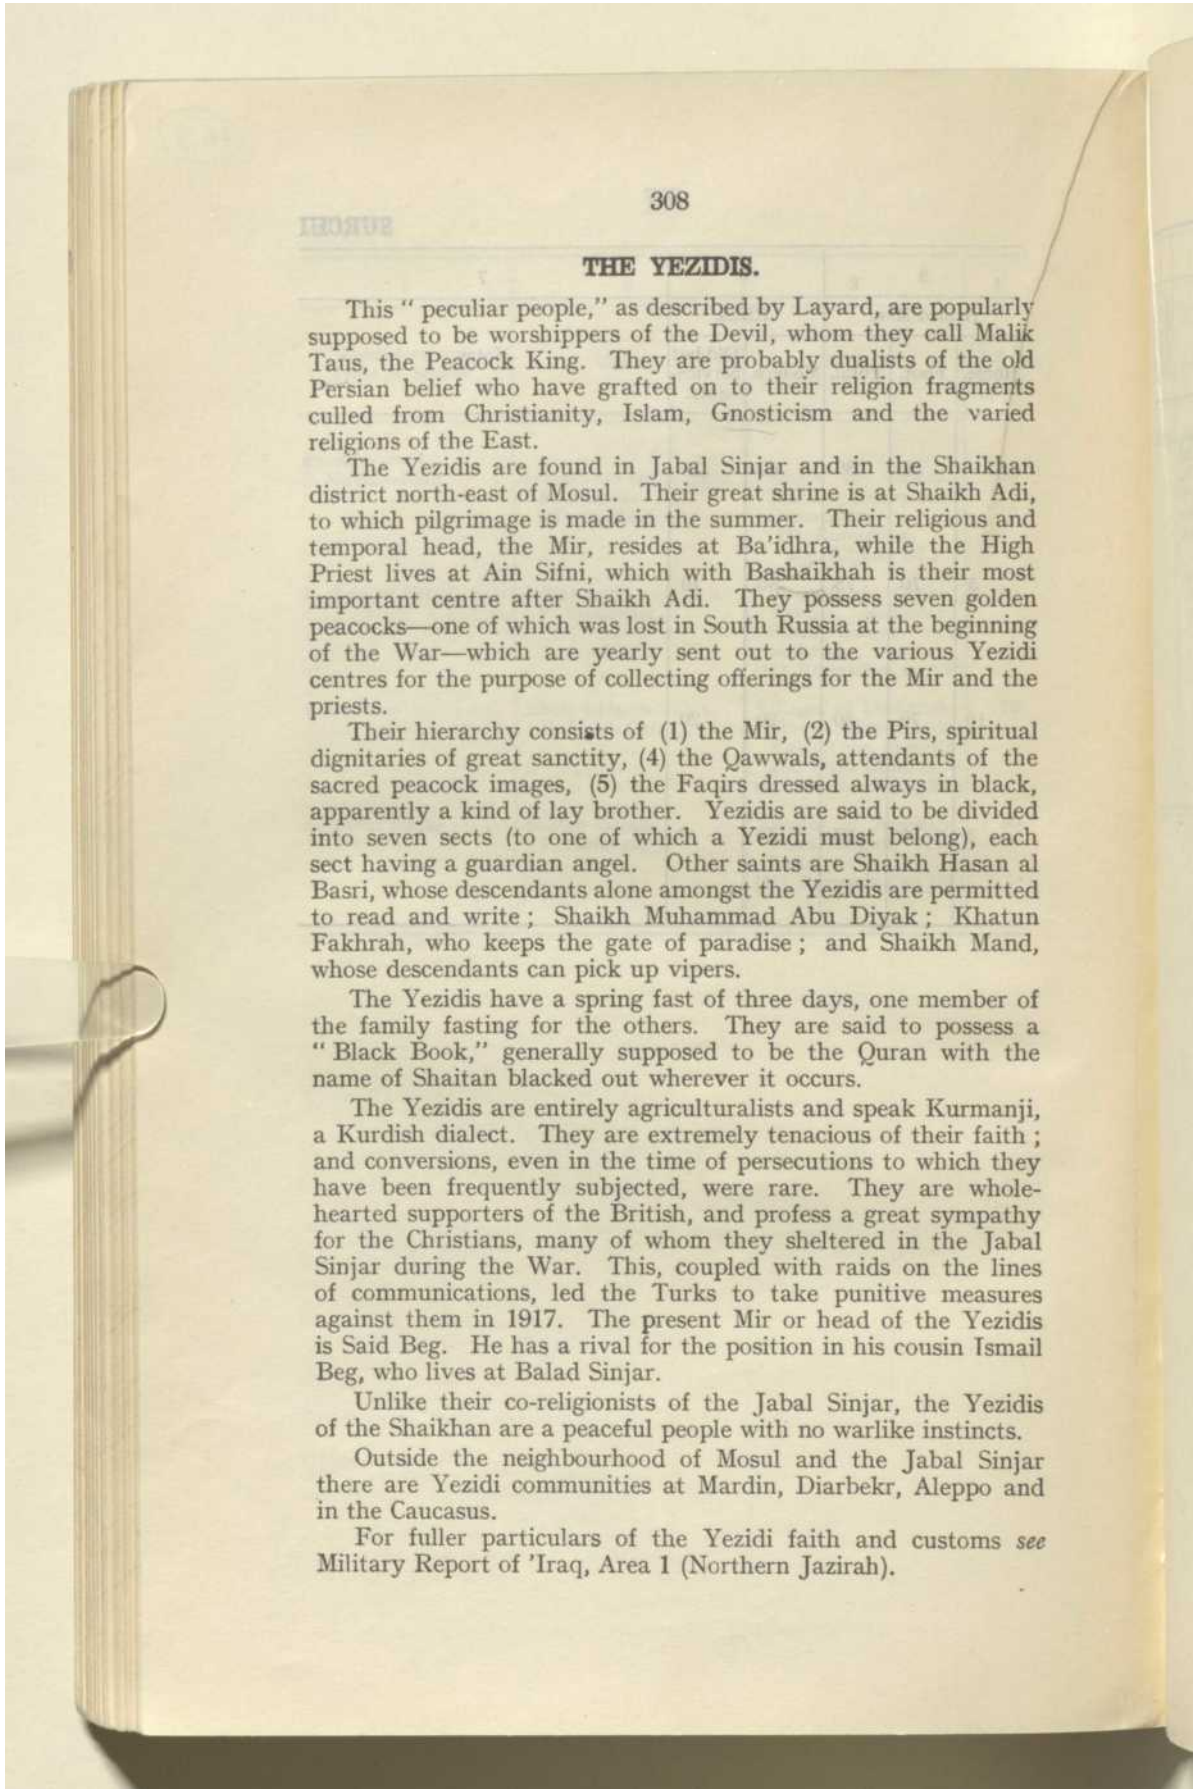 308
SURCHI
THE YEZIDIS.
This “ peculiar people,” as described by Layard, are popularly
supposed to be worshippers of the Devil, whom they call Malik
Taus, the Peacock King. They are probably dualists of the old
Persian belief who have grafted on to their religion fragments
culled from Christianity, Islam, Gnosticism and the varied
religions of the East.
The Yezidis are found in Jabal Sinjar and in the Shaikhan
district north-east of Mosul. Their great shrine is at Shaikh Adi,
to which pilgrimage is made in the summer. Their religious and
temporal head, the Mir, resides at Ba'idhra, while the High
Priest lives at Ain Sifni, which with Bashaikhah is their most
important centre after Shaikh Adi. They possess seven golden
peacocks—one of which was lost in South Russia at the beginning
of the War—which are yearly sent out to the various Yezidi
centres for the purpose of collecting offerings for the Mir and the
priests.
Their hierarchy consists of (1) the Mir, (2) the Pirs, spiritual
dignitaries of great sanctity, (4) the Qawwals, attendants of the
sacred peacock images, (5) the Faqirs dressed always in black,
apparently a kind of lay brother. Yezidis are said to be divided
into seven sects (to one of which a Yezidi must belong), each
sect having a guardian angel. Other saints are Shaikh Hasan al
Basri, whose descendants alone amongst the Yezidis are permitted
to read and write ; Shaikh Muhammad Abu Diyak ; Khatun
Fakhrah, who keeps the gate of paradise ; and Shaikh Mand,
whose descendants can pick up vipers.
The Yezidis have a spring fast of three days, one member of
the family fasting for the others. They are said to possess a
“ Black Book,” generally supposed to be the Quran with the
name of Shaitan blacked out wherever it occurs.
The Yezidis are entirely agriculturalists and speak Kurmanji,
a Kurdish dialect. They are extremely tenacious of their faith ;
and conversions, even in the time of persecutions to which they
have been frequently subjected, were rare. They are whole-
hearted supporters of the British, and profess a great sympathy
for the Christians, many of whom they sheltered in the Jabal
Sinjar during the War. This, coupled with raids on the lines
of communications, led the Turks to take punitive measures
against them in 1917. The present Mir or head of the Yezidis
is Said Beg. He has a rival for the position in his cousin Ismail
Beg, who lives at Balad Sinjar.
Unlike their co-religionists of the Jabal Sinjar, the Yezidis
of the Shaikhan are a peaceful people with no warlike instincts.
Outside the neighbourhood of Mosul and the Jabal Sinjar
there are Yezidi communities at Mardin, Diarbekr, Aleppo and
in the Caucasus.
For fuller particulars of the Yezidi faith and customs see
Military Report of 'Iraq, Area 1 (Northern Jazirah).